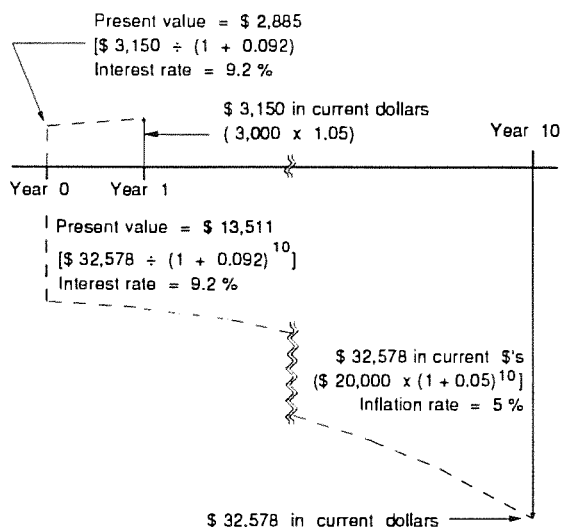 Present value = $ 2,885
[$ 3,150 ÷ (1 + 0.092)
Interest rate = 9.2 %
$ 3,150 in current dollars
( 3,000 x 1.05)
Year 10
Year 0
Year 1
Present value = $ 13,511
[$ 32,578 ÷ (1 + 0.092)10]
Interest rate = 9.2 %
$ 32,578 in current $'s
($ 20,000 x (1 + 0.05)10]
Inflation rate = 5 %
$ 32,578 in current dollars